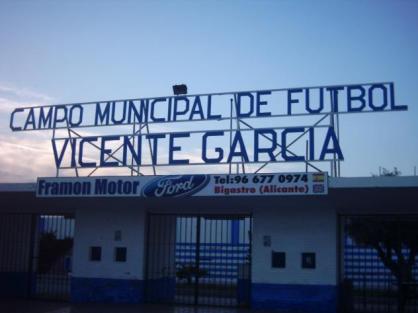 CAMPO MUNICIPAL DE FUTBOL
VICENTE GARCIA
Framon Motor Ford Tel: 96 677 0974
Bigastro (Alicante)